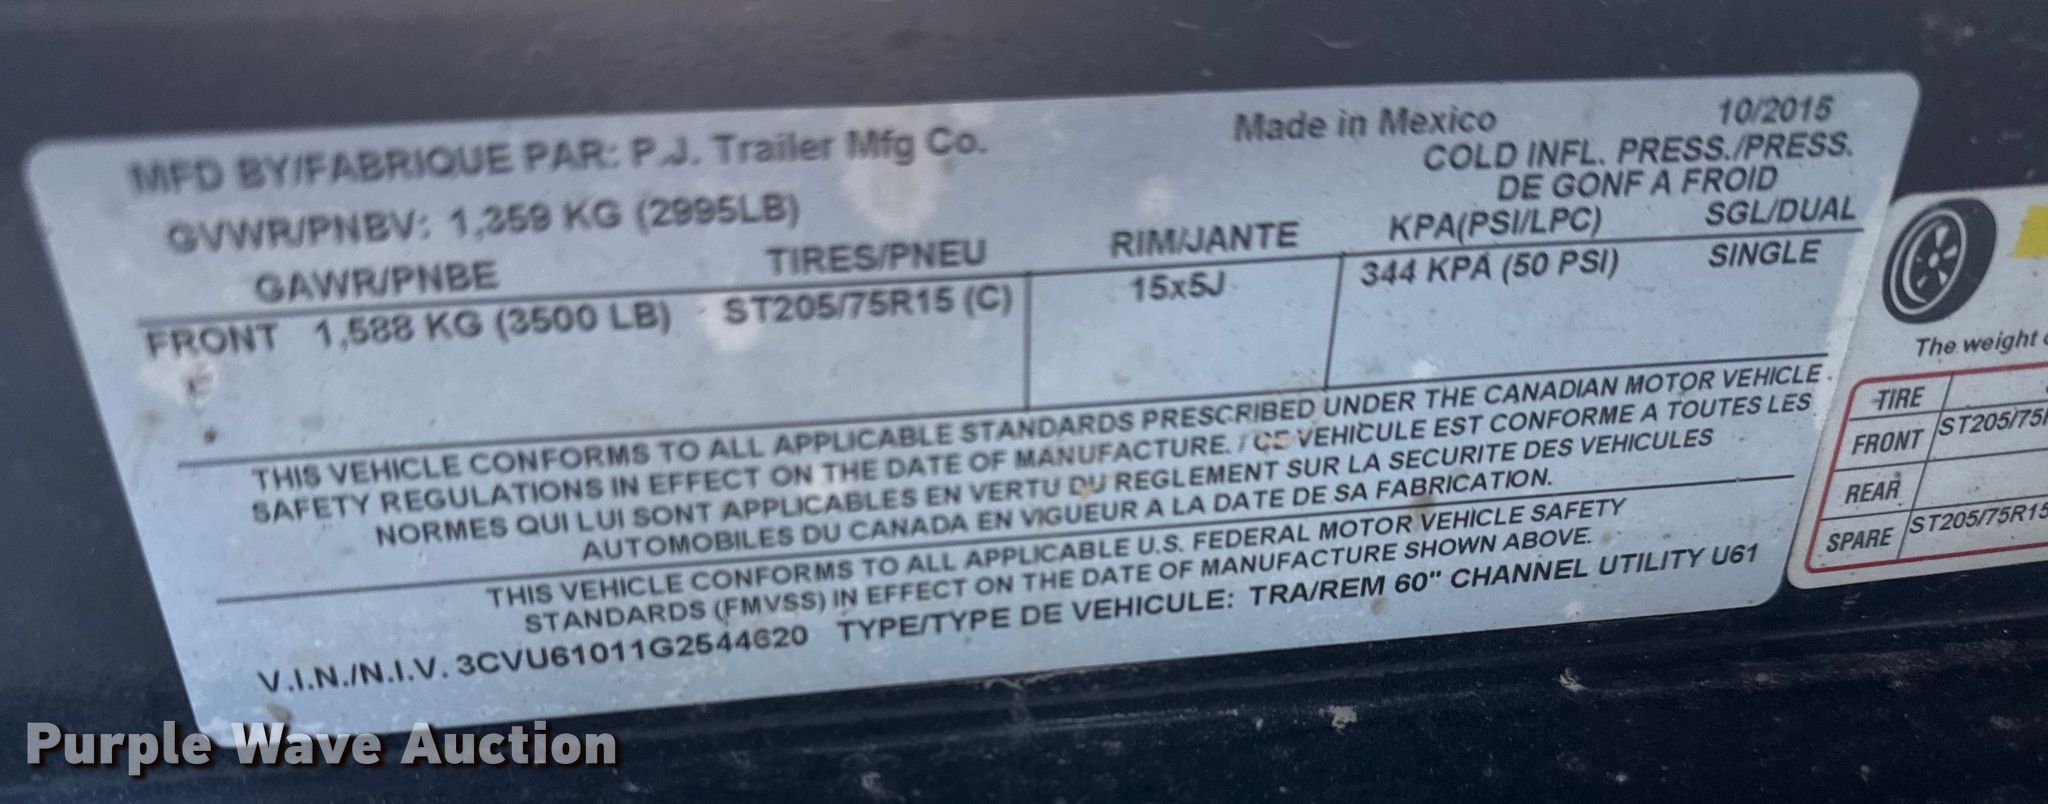 MFD BY/FABRIQUE PAR: P.J. Trailer Mfg Co. Made in Mexico 10/2015
COLD INFL. PRESS./PRESS.
DE GONF A FROID
GVWR/PNBV: 1,359 KG (2995LB)
GAWR/PNBE TIRES/PNEU RIM/JANTE KPA(PSI/LPC) SGL/DUAL
FRONT 1,588 KG (3500 LB) ST205/75R15 (C) 15x5J 344 KPA (50 PSI) SINGLE
THIS VEHICLE CONFORMS TO ALL APPLICABLE STANDARDS PRESCRIBED UNDER THE CANADIAN MOTOR VEHICLE
SAFETY REGULATIONS IN EFFECT ON THE DATE OF MANUFACTURE. / CE VEHICULE EST CONFORME A TOUTES LES
NORMES QUI LUI SONT APPLICABLES EN VERTU DU REGLEMENT SUR LA SECURITE DES VEHICULES
AUTOMOBILES DU CANADA EN VIGUEUR A LA DATE DE SA FABRICATION.
THIS VEHICLE CONFORMS TO ALL APPLICABLE U.S. FEDERAL MOTOR VEHICLE SAFETY
STANDARDS (FMVSS) IN EFFECT ON THE DATE OF MANUFACTURE SHOWN ABOVE.
V.I.N./N.I.V. 3CVU61011G2544620 TYPE/TYPE DE VEHICULE: TRA/REM 60" CHANNEL UTILITY U61
The weight
TIRE
FRONT ST205/75
REAR
SPARE ST205/75R15
Purple Wave Auction